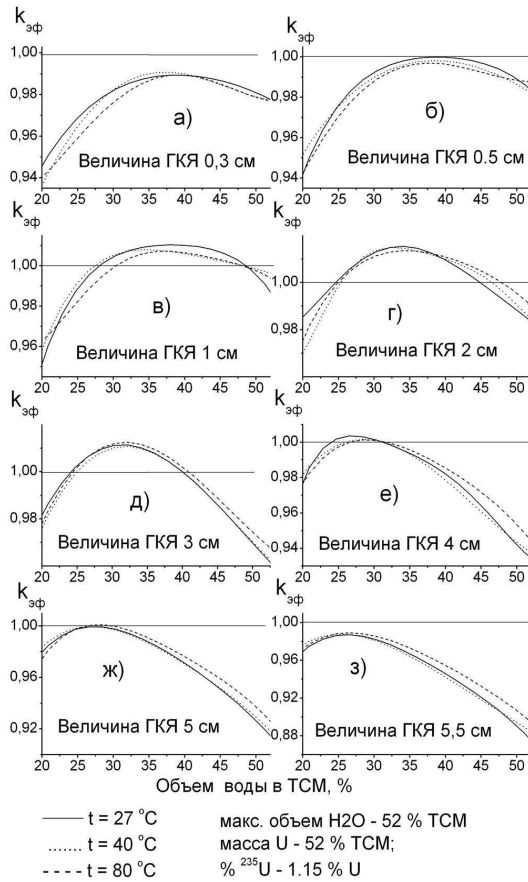 kэф kэф
1,00 1,00
0,98 0,98
0,96 0,96
0,94 0,94
а) б)
Величина ГКЯ 0,3 см Величина ГКЯ 0.5 см
20 25 30 35 40 45 50 20 25 30 35 40 45 50
kэф kэф
1,00 1,00
0,98 0,98
0,96
в) г)
Величина ГКЯ 1 см Величина ГКЯ 2 см
20 25 30 35 40 45 50 20 25 30 35 40 45 50
kэф kэф
1,00 1,00
0,98 0,98
0,96
0,94
д) е)
Величина ГКЯ 3 см Величина ГКЯ 4 см
20 25 30 35 40 45 50 20 25 30 35 40 45 50
kэф kэф
1,00 1,00
0,96 0,96
0,92 0,92
0,88
ж) з)
Величина ГКЯ 5 см Величина ГКЯ 5,5 см
20 25 30 35 40 45 50 20 25 30 35 40 45 50
Объем воды в ТСМ, %
t = 27 °C макс. объем H2O - 52 % ТСМ
t = 40 °C масса U - 52 % ТСМ;
t = 80 °C % ²³⁵U - 1.15 % U